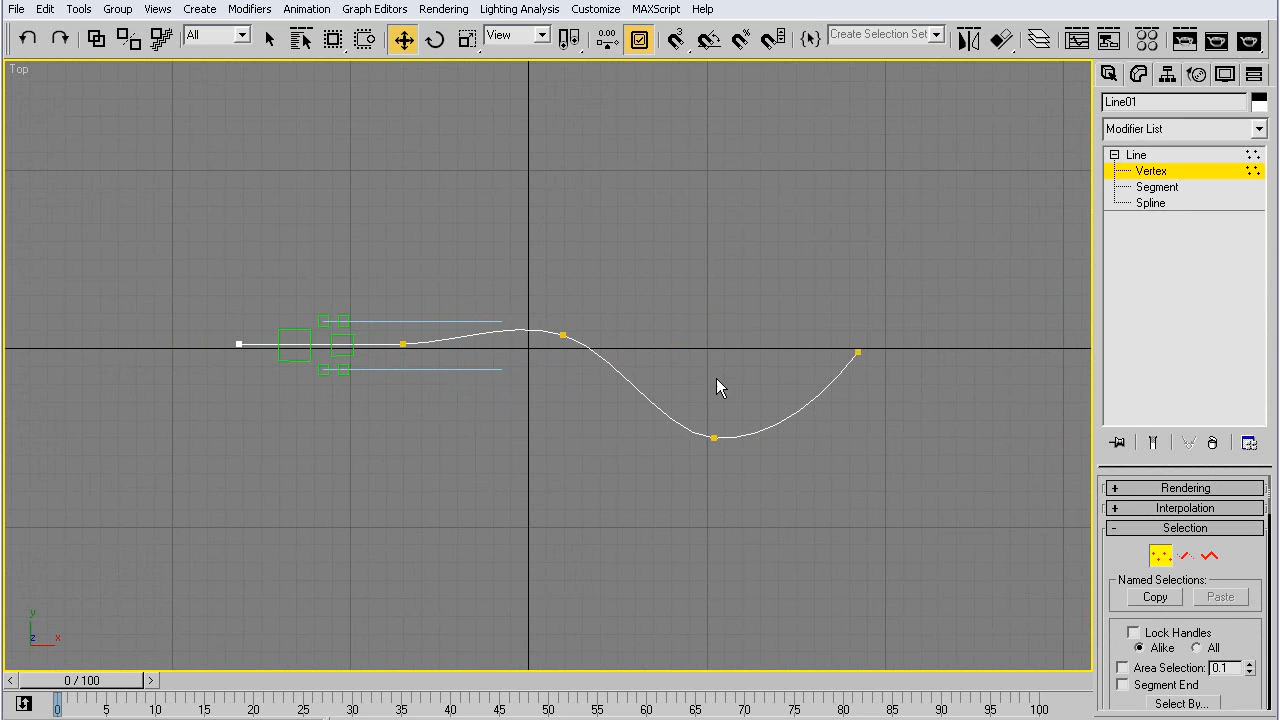 File Edit Tools Group Views Create Modifiers Animation Graph Editors Rendering Lighting Analysis Customize MAXScript Help
All View 0.00 3 Create Selection Set
Top
Line01
Modifier List
Line
Vertex
Segment
Spline
+ Rendering
+ Interpolation
- Selection
Named Selections:
Copy Paste
Lock Handles
Alike All
Area Selection: 0.1
Segment End
Select By...
y
z x
< 0 / 100 >
0 5 10 15 20 25 30 35 40 45 50 55 60 65 70 75 80 85 90 95 100